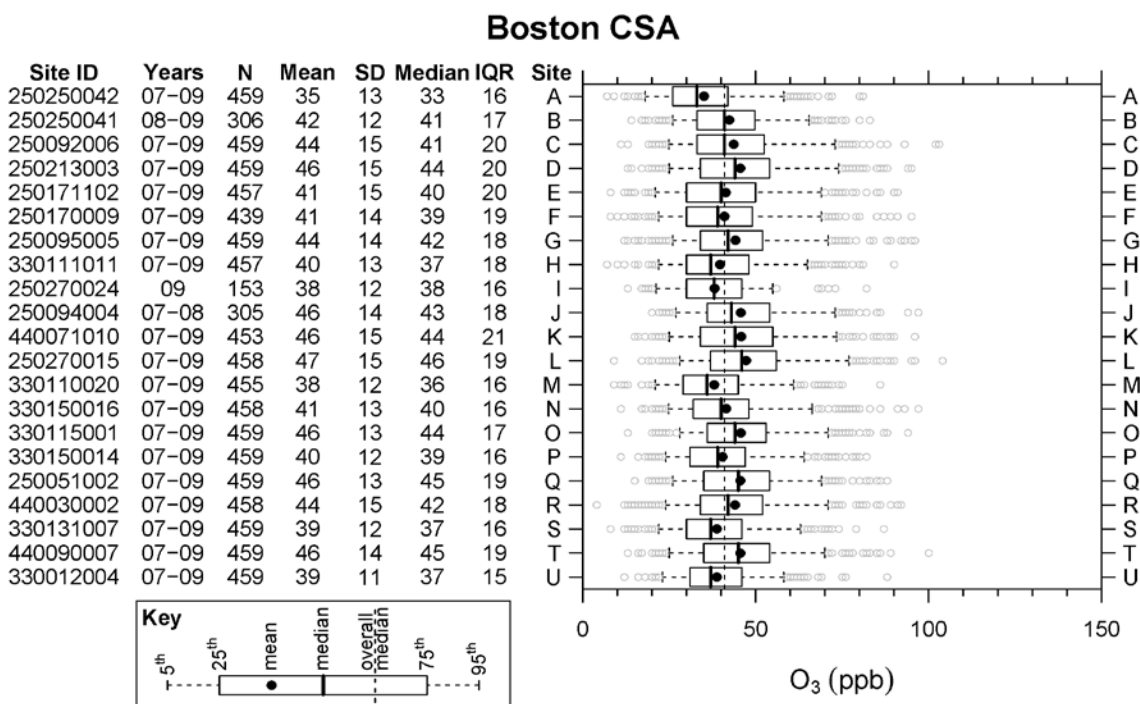 Boston CSA
Site ID Years N Mean SD Median IQR Site
250250042 07-09 459 35 13 33 16 A A
250250041 08-09 306 42 12 41 17 B B
250092006 07-09 459 44 15 41 20 C C
250213003 07-09 459 46 15 44 20 D D
250171102 07-09 457 41 15 40 20 E E
250170009 07-09 439 41 14 39 19 F F
250095005 07-09 459 44 14 42 18 G G
330111011 07-09 457 40 13 37 18 H H
250270024 09 153 38 12 38 16 I I
250094004 07-08 305 46 14 43 18 J J
440071010 07-09 453 46 15 44 21 K K
250270015 07-09 458 47 15 46 19 L L
330110020 07-09 455 38 12 36 16 M M
330150016 07-09 458 41 13 40 16 N N
330115001 07-09 459 46 13 44 17 O O
330150014 07-09 459 40 12 39 16 P P
250051002 07-09 459 46 13 45 19 Q Q
440030002 07-09 458 44 15 42 18 R R
330131007 07-09 459 39 12 37 16 S S
440090007 07-09 459 46 14 45 19 T T
330012004 07-09 459 39 11 37 15 U U
0 50 100 150
O₃ (ppb)
Key
5th
25th
mean
median
overall
median
75th
95th